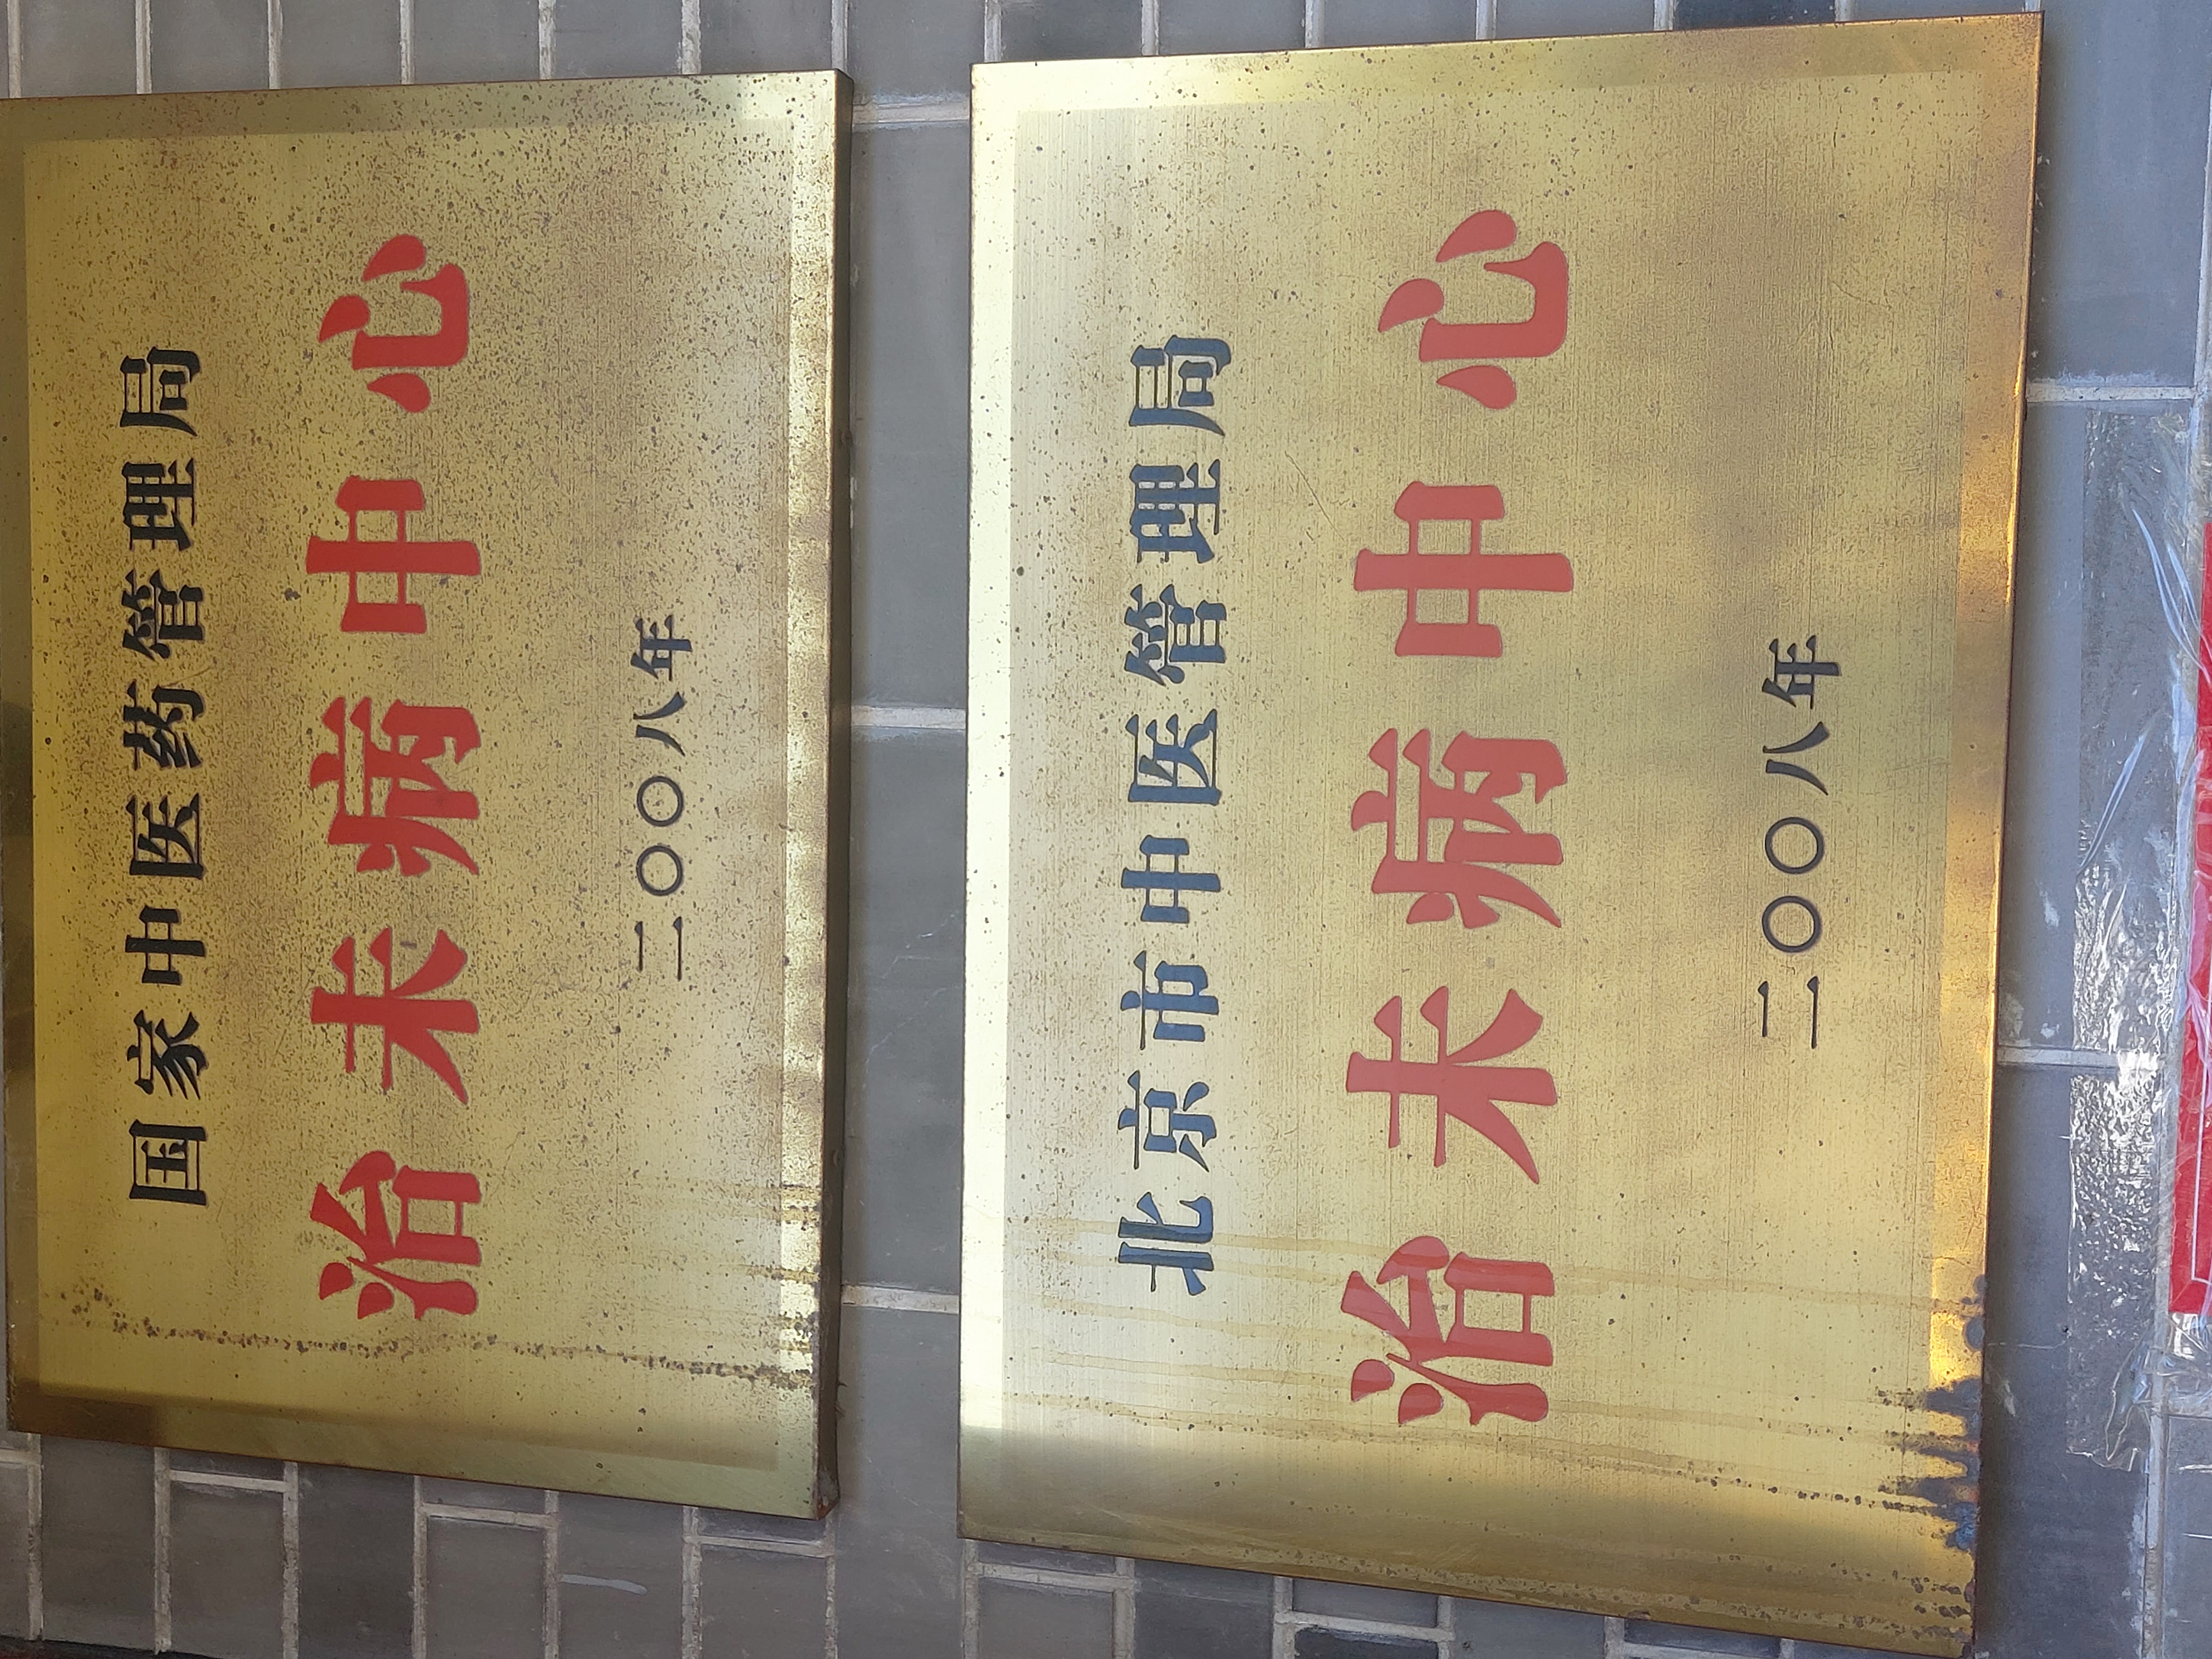 国家中医药管理局
治未病中心
二〇〇八年
北京市中医管理局
治未病中心
二〇〇八年